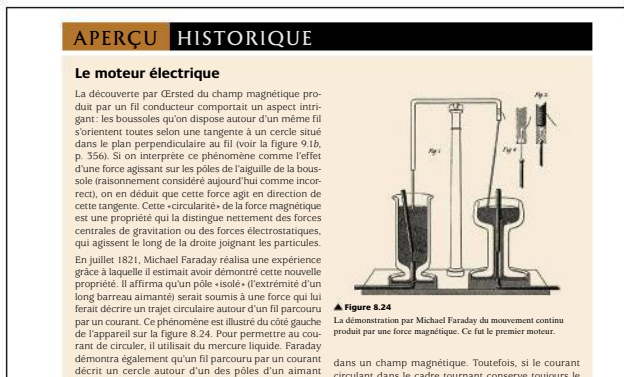 APERÇU HISTORIQUE
Le moteur électrique
La découverte par Œrsted du champ magnétique pro-
duit par un fil conducteur comportait un aspect intri-
gant : les boussoles qu'on dispose autour d'un même fil
s'orientent toutes selon une tangente à un cercle situé
dans le plan perpendiculaire au fil (voir la figure 9.1b,
p. 356). Si on interprète ce phénomène comme l'effet
d'une force agissant sur les pôles de l'aiguille de la bous-
sole (raisonnement considéré aujourd'hui comme incor-
rect), on en déduit que cette force agit en direction de
cette tangente. Cette «circularité» de la force magnétique
est une propriété qui la distingue nettement des forces
centrales de gravitation ou des forces électrostatiques,
qui agissent le long de la droite joignant les particules.
En juillet 1821, Michael Faraday réalisa une expérience
grâce à laquelle il estimait avoir démontré cette nouvelle
propriété. Il affirma qu'un pôle «isolé» (l'extrémité d'un
long barreau aimanté) serait soumis à une force qui lui
ferait décrire un trajet circulaire autour d'un fil parcouru
par un courant. Ce phénomène est illustré du côté gauche
de l'appareil sur la figure 8.24. Pour permettre au cou-
rant de circuler, il utilisait du mercure liquide. Faraday
démontra également qu'un fil parcouru par un courant
décrit un cercle autour d'un des pôles d'un aimant
Fig 1
▲ Figure 8.24
La démonstration par Michael Faraday du mouvement continu
produit par une force magnétique. Ce fut le premier moteur.
dans un champ magnétique. Toutefois, si le courant
circulant dans le cadre tournant conserve toujours le